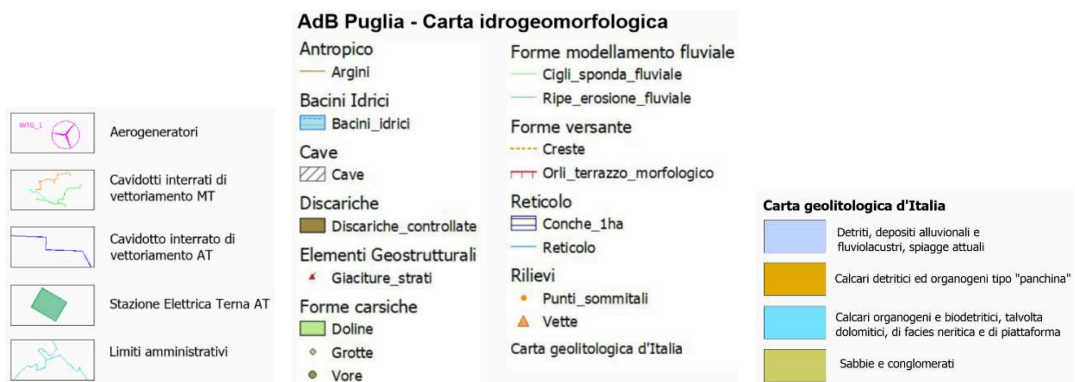 WTG_1
Aerogeneratori
Cavidotti interrati di
vettoriamento MT
Cavidotto interrato di
vettoriamento AT
Stazione Elettrica Terna AT
Limiti amministrativi
AdB Puglia - Carta idrogeomorfologica
Antropico
Argini
Bacini Idrici
Bacini_idrici
Cave
Cave
Discariche
Discariche_controllate
Elementi Geostrutturali
Giaciture_strati
Forme carsiche
Doline
Grotte
Vore
Forme modellamento fluviale
Cigli_sponda_fluviale
Ripe_erosione_fluviale
Forme versante
Creste
Orli_terrazzo_morfologico
Reticolo
Conche_1ha
Reticolo
Rilievi
Punti_sommitali
Vette
Carta geolitologica d'Italia
Carta geolitologica d'Italia
Detriti, depositi alluvionali e
fluviolacustri, spiagge attuali
Calcari detritici ed organogeni tipo "panchina"
Calcari organogeni e biodetritici, talvolta
dolomitici, di facies neritica e di piattaforma
Sabbie e conglomerati